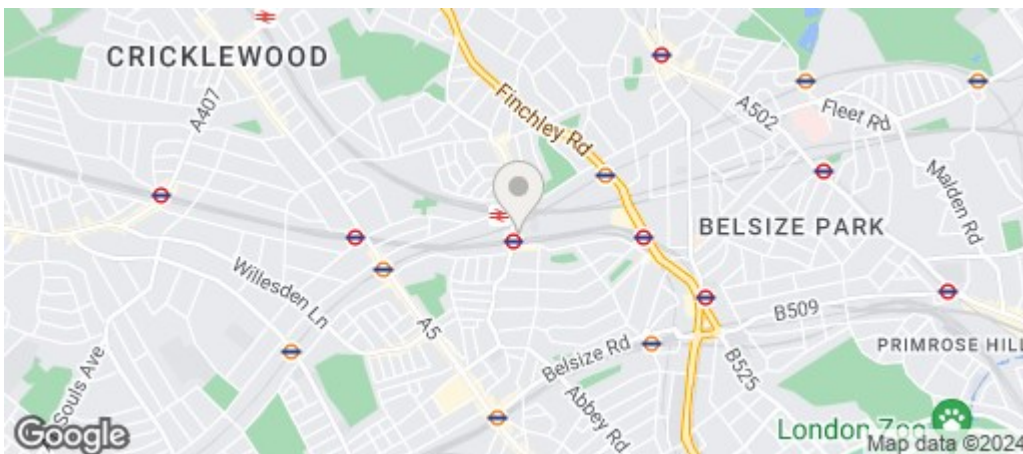 CRICKLEWOOD
A407
Finchley Rd
A502
Fleet Rd
Malden Rd
BELSIZE PARK
Willesden Ln
A5
B509
Belsize Rd
B525
PRIMROSE HILL
Souls Ave
Abbey Rd
London Zoo
Google
Map data ©2024